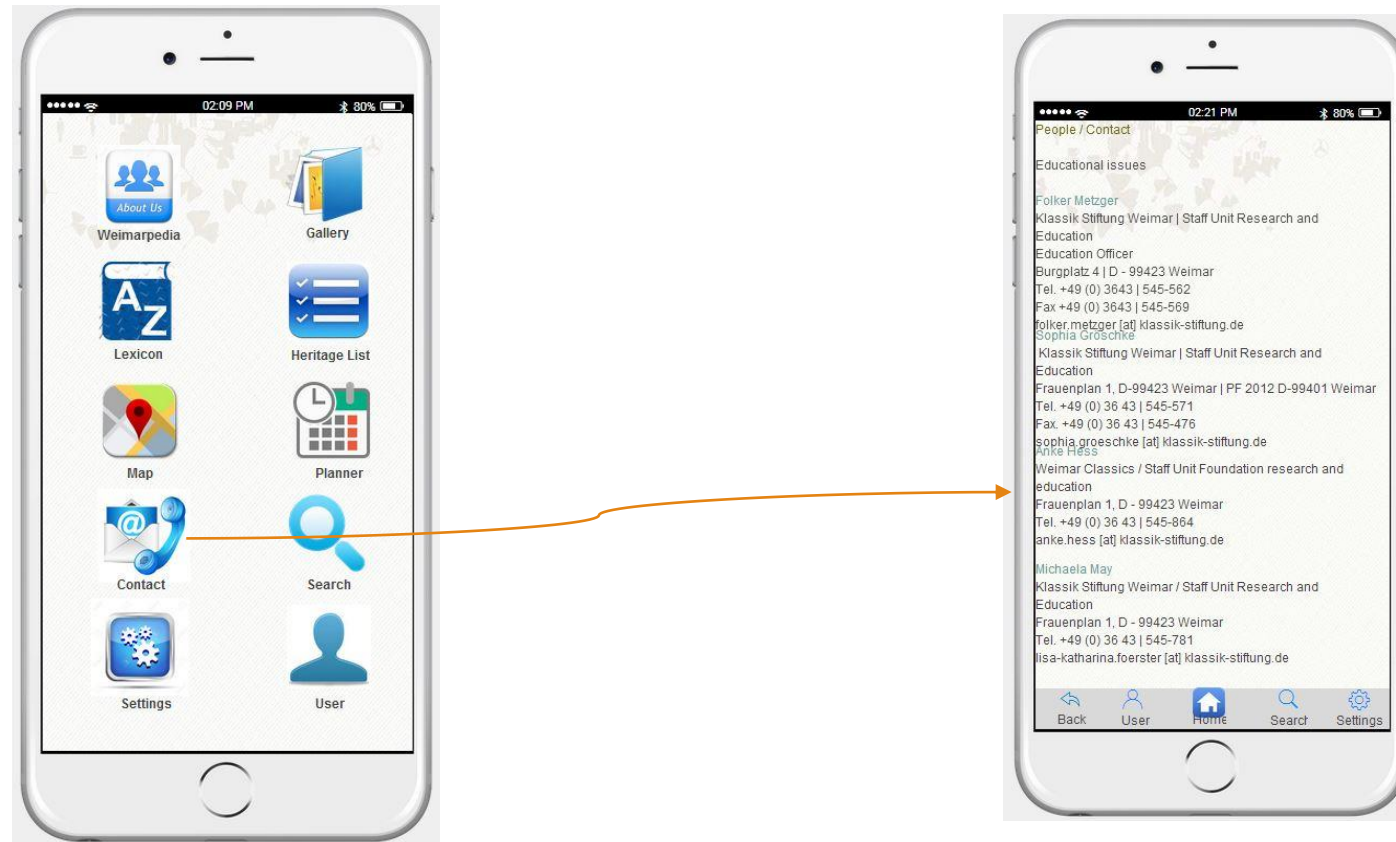 02:09 PM
80%
About Us
Weimarpedia
Gallery
A
Z
Lexicon
Heritage List
Map
Planner
@
Contact
Search
Settings
User
02:21 PM
80%
People / Contact
Educational issues
Folker Metzger
Klassik Stiftung Weimar | Staff Unit Research and
Education
Education Officer
Burgplatz 4 | D - 99423 Weimar
Tel. +49 (0) 3643 | 545-562
Fax +49 (0) 3643 | 545-569
folker.metzger [at] klassik-stiftung.de
Sophia Gröschke
Klassik Stiftung Weimar | Staff Unit Research and
Education
Frauenplan 1, D-99423 Weimar | PF 2012 D-99401 Weimar
Tel. +49 (0) 36 43 | 545-571
Fax. +49 (0) 36 43 | 545-476
sophia.groeschke [at] klassik-stiftung.de
Anke Hess
Weimar Classics / Staff Unit Foundation research and
education
Frauenplan 1, D - 99423 Weimar
Tel. +49 (0) 36 43 | 545-864
anke.hess [at] klassik-stiftung.de
Michaela May
Klassik Stiftung Weimar / Staff Unit Research and
Education
Frauenplan 1, D - 99423 Weimar
Tel. +49 (0) 36 43 | 545-781
lisa-katharina.foerster [at] klassik-stiftung.de
Back User Home Search Settings